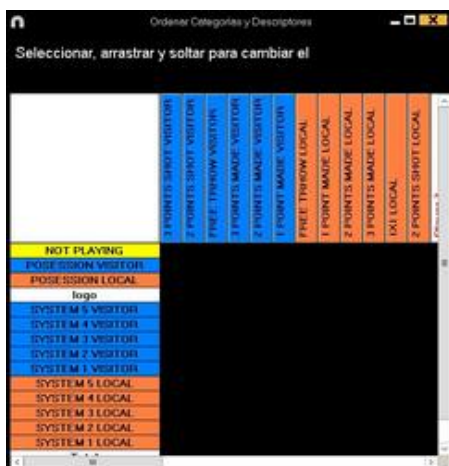 Ordenar Categorias y Descriptores
Seleccionar, arrastrar y soltar para cambiar el
3 POINTS SHOT VISITOR
2 POINTS SHOT VISITOR
FREE TRHOW VISITOR
3 POINTS MADE VISITOR
2 POINTS MADE VISITOR
1 POINT MADE VISITOR
FREE TRHOW LOCAL
1 POINT MADE LOCAL
2 POINTS MADE LOCAL
3 POINTS MADE LOCAL
1X1 LOCAL
2 POINTS SHOT LOCAL
NOT PLAYING
POSESSION VISITOR
POSESSION LOCAL
logo
SYSTEM 5 VISITOR
SYSTEM 4 VISITOR
SYSTEM 3 VISITOR
SYSTEM 2 VISITOR
SYSTEM 1 VISITOR
SYSTEM 5 LOCAL
SYSTEM 4 LOCAL
SYSTEM 3 LOCAL
SYSTEM 2 LOCAL
SYSTEM 1 LOCAL